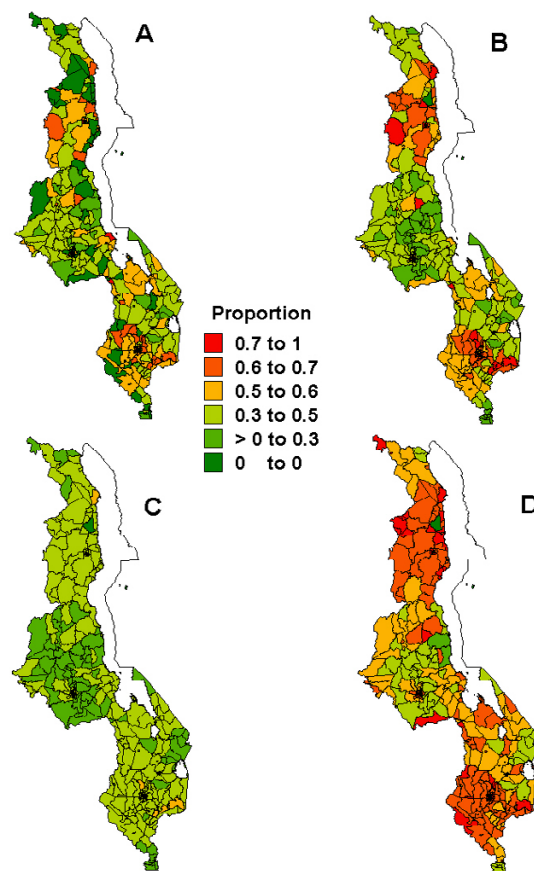 A
B
Proportion
0.7 to 1
0.6 to 0.7
0.5 to 0.6
0.3 to 0.5
> 0 to 0.3
0 to 0
C
D